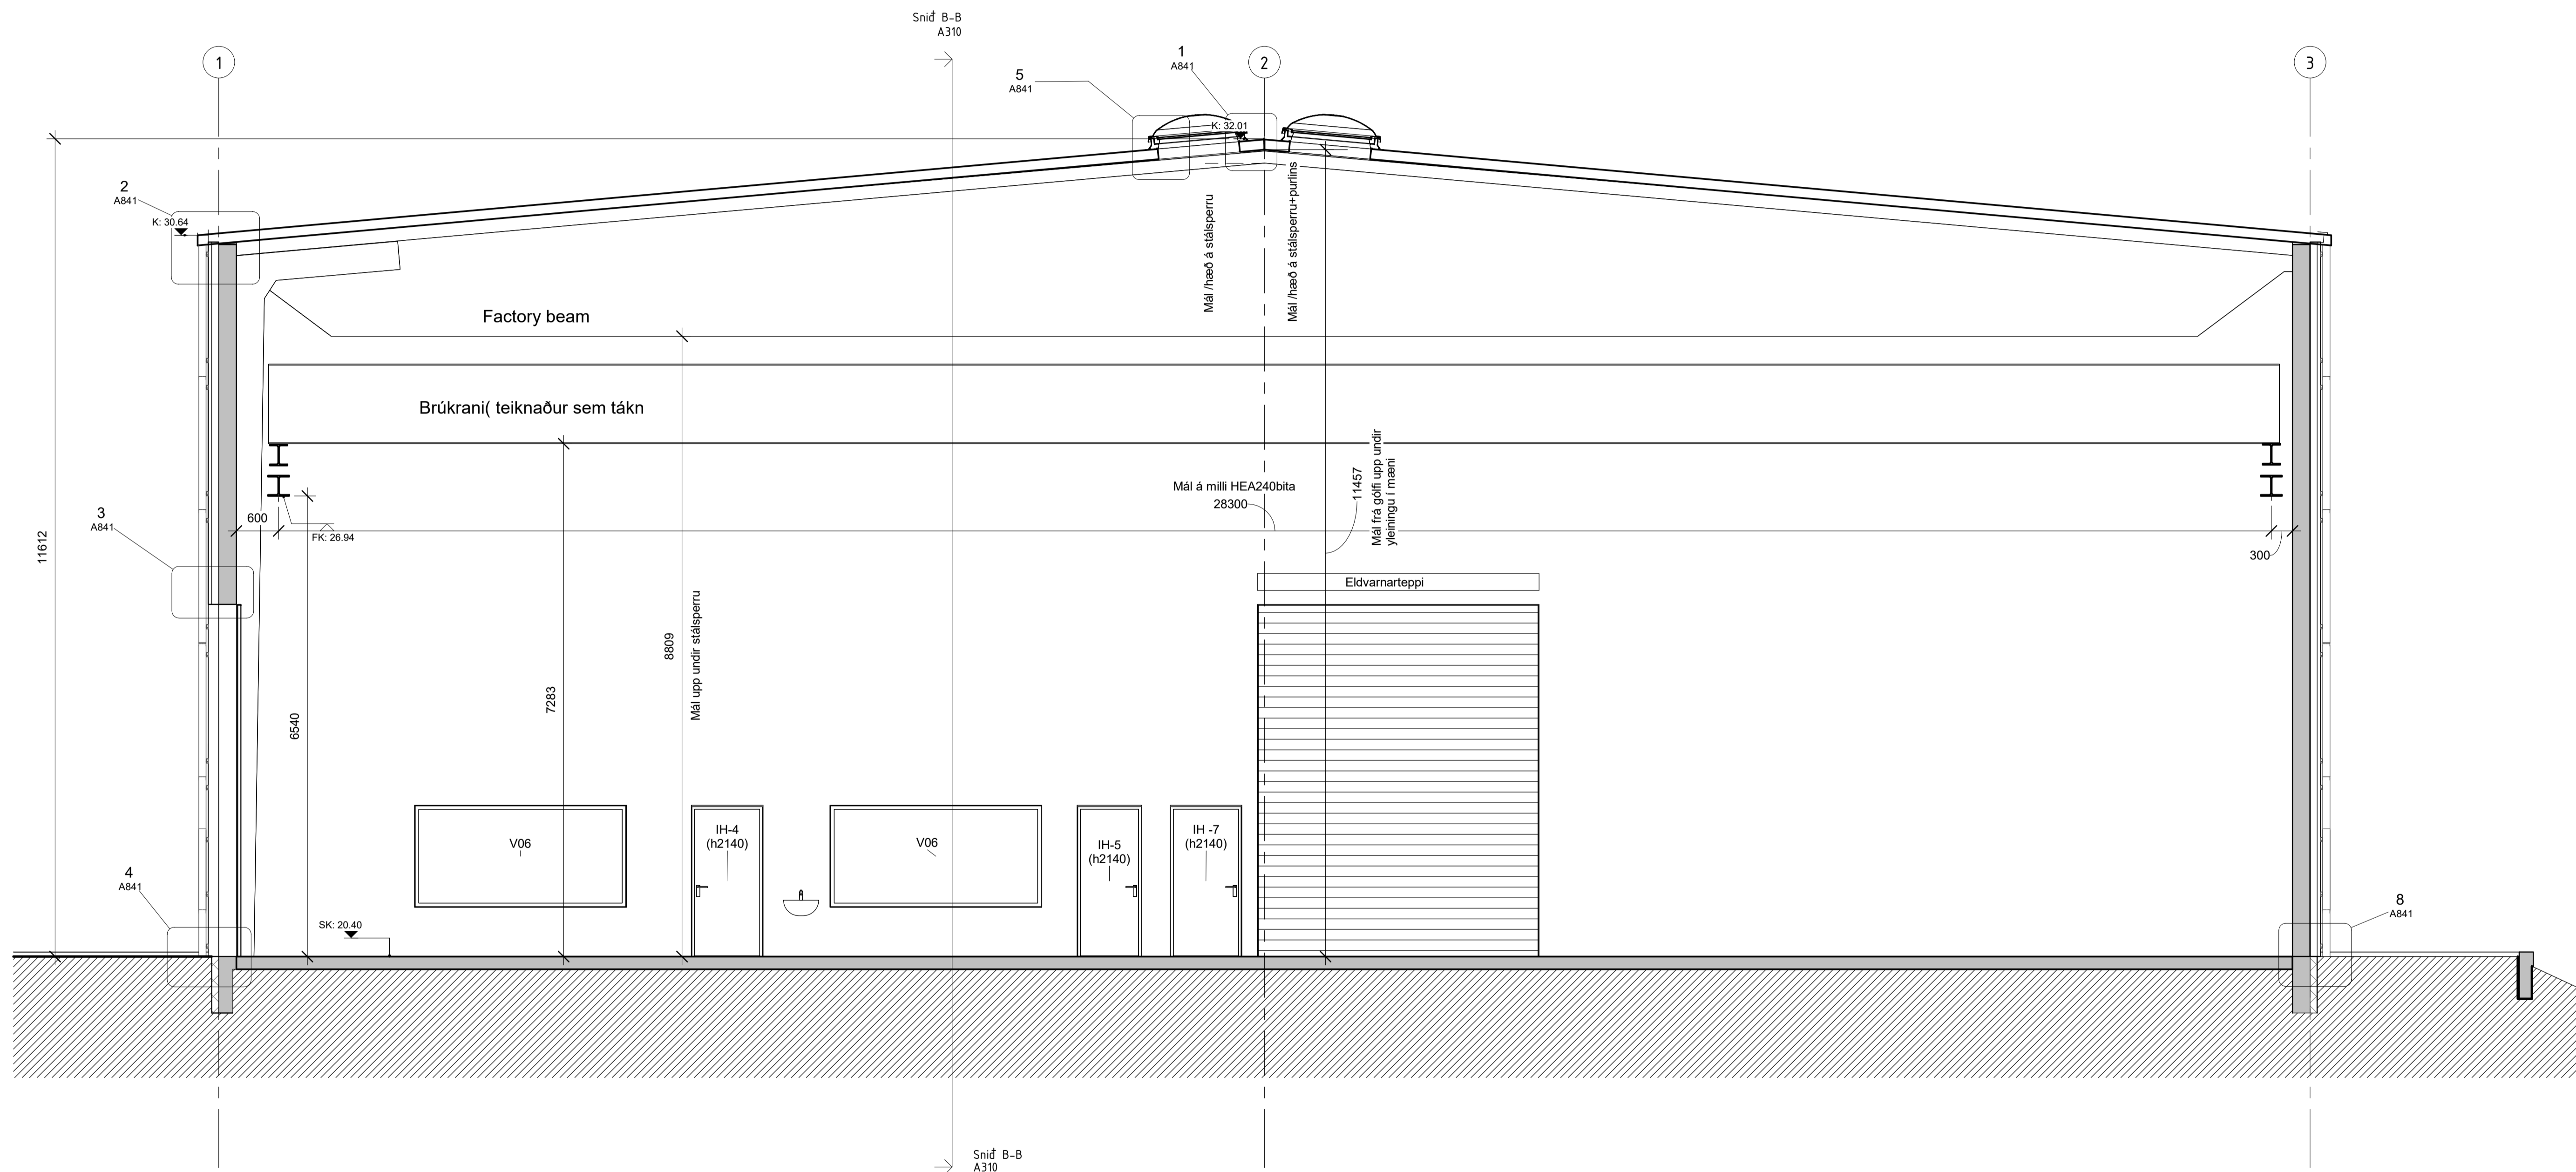 Snið B-B
A310
1
2
3
1
A841
5
A841
K: 32.01
2
A841
K: 30.64
Mál /hæð á stálsperru
Mál /hæð á stálsperru+purlins
Factory beam
Brúkrani( teiknaður sem tákn
Mál á milli HEA240bita
28300
11457
Mál frá gólfi upp undir
yleiningu í mæni
3
A841
600
FK: 26.94
300
11612
Eldvarnarteppi
8809
Mál upp undir stálsperru
7283
6540
V06
IH-4
(h2140)
V06
IH-5
(h2140)
IH -7
(h2140)
4
A841
SK: 20.40
8
A841
Snið B-B
A310